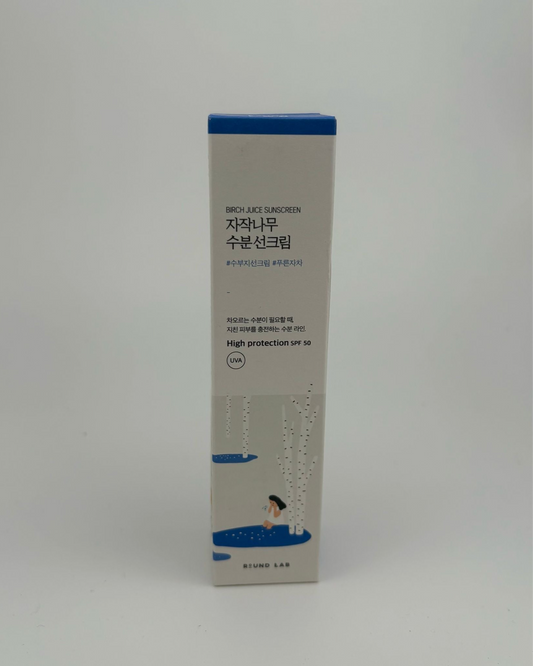 BIRCH JUICE SUNSCREEN
자작나무
수분선크림
#수부지선크림 #푸른자차
-
차오르는 수분이 필요할 때,
지친 피부를 충전하는 수분 라인.
High protection SPF 50
UVA
ROUND LAB